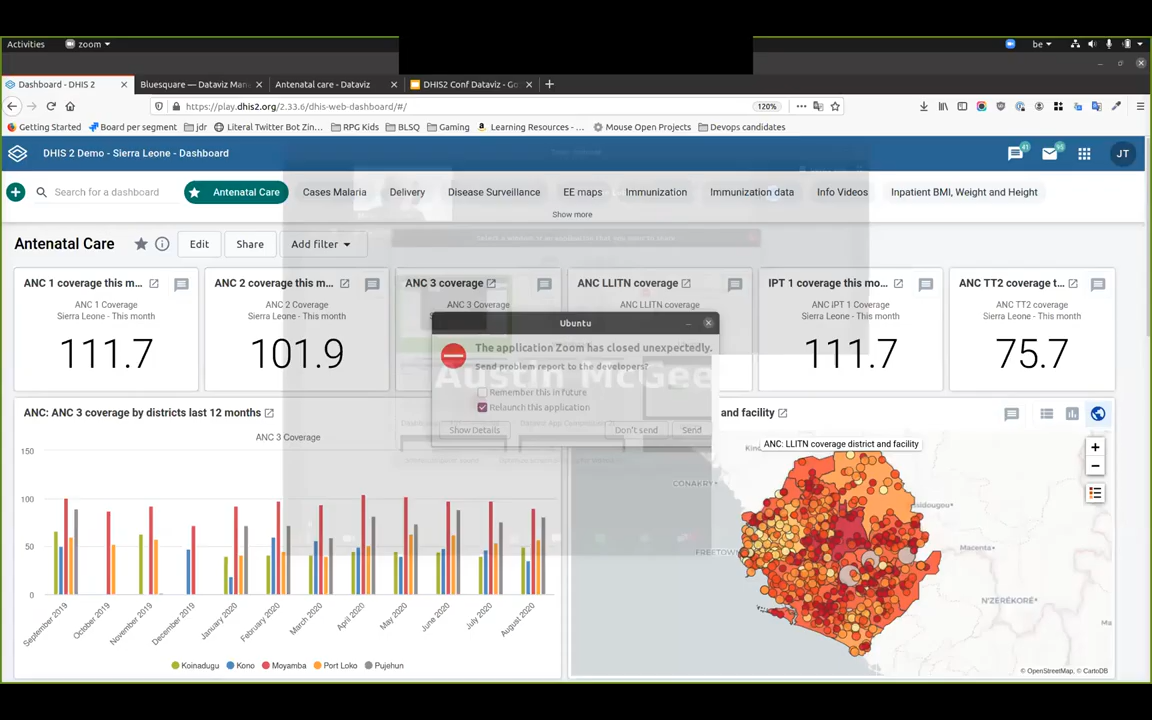 Activities zoom be
Dashboard - DHIS 2 Bluesquare — Dataviz Man Antenatal care - Dataviz DHIS2 Conf Dataviz - Go
https://play.dhis2.org/2.33.6/dhis-web-dashboard/#/ 120%
Getting Started Board per segment jdr Literal Twitter Bot Zin... RPG Kids BLSQ Gaming Learning Resources - ... Mouse Open Projects Devops candidates
DHIS 2 Demo - Sierra Leone - Dashboard JT
Search for a dashboard Antenatal Care Cases Malaria Delivery Disease Surveillance EE maps Immunization Immunization data Info Videos Inpatient BMI, Weight and Height
Show more
Antenatal Care Edit Share Add filter
Select a window or an application that you want to share
ANC 1 coverage this m... ANC 2 coverage this m... ANC 3 coverage ANC LLITN coverage IPT 1 coverage this mo... ANC TT2 coverage t...
ANC 1 Coverage ANC 2 Coverage ANC 3 Coverage ANC LLITN coverage ANC IPT 1 Coverage ANC TT2 coverage
Sierra Leone - This month Sierra Leone - This month Sierra Leone - This month Sierra Leone - This month
111.7 101.9 111.7 75.7
Ubuntu
The application Zoom has closed unexpectedly.
Send problem report to the developers?
Austin McGee
Remember this in future
Relaunch this application
Show Details Don't send Send
ANC: ANC 3 coverage by districts last 12 months
ANC 3 Coverage
150
100
50
0
September 2019 October 2019 November 2019 December 2019 January 2020 February 2020 March 2020 April 2020 May 2020 June 2020 July 2020 August 2020
Koinadugu Kono Moyamba Port Loko Pujehun
and facility
ANC: LLITN coverage district and facility
+
−
CONAKRY
FREETOWN
Macenta
N'ZÉRÉKORÉ
© OpenStreetMap, © CartoDB